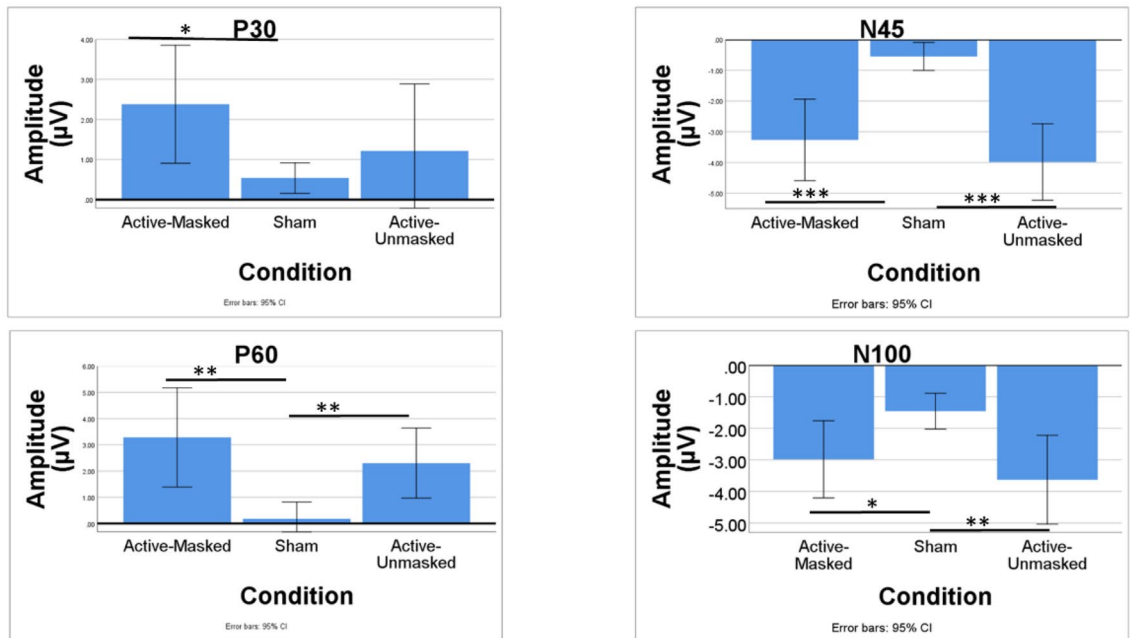 P30
*
4.00
3.00
2.00
1.00
.00
Amplitude
(µV)
Active-Masked Sham Active-
Unmasked
Condition
Error bars: 95% CI
N45
.00
-1.00
-2.00
-3.00
-4.00
-5.00
Amplitude
(µV)
*** ***
Active-Masked Sham Active-
Unmasked
Condition
Error bars: 95% CI
P60
6.00
5.00
4.00
3.00
2.00
1.00
.00
** **
Amplitude
(µV)
Active-Masked Sham Active-
Unmasked
Condition
Error bars: 95% CI
N100
.00
-1.00
-2.00
-3.00
-4.00
-5.00
Amplitude
(µV)
* **
Active-
Masked Sham Active-
Unmasked
Condition
Error bars: 95% CI